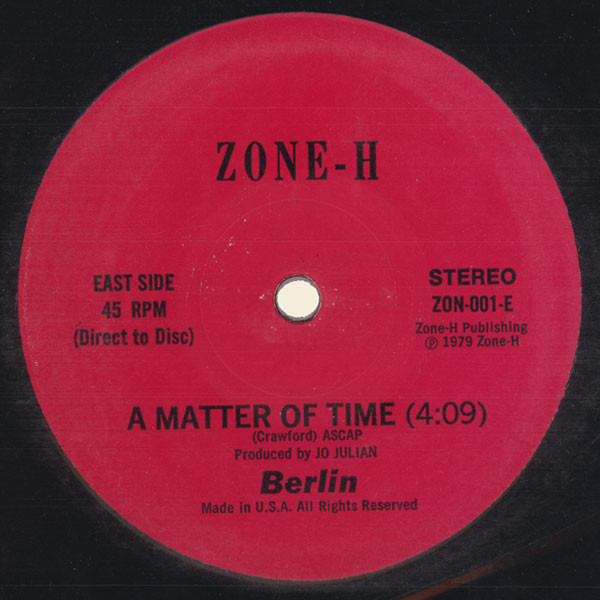 ZONE-H
EAST SIDE
45 RPM
(Direct to Disc)
STEREO
ZON-001-E
Zone-H Publishing
℗ 1979 Zone-H
A MATTER OF TIME (4:09)
(Crawford) ASCAP
Produced by JO JULIAN
Berlin
Made in U.S.A. All Rights Reserved